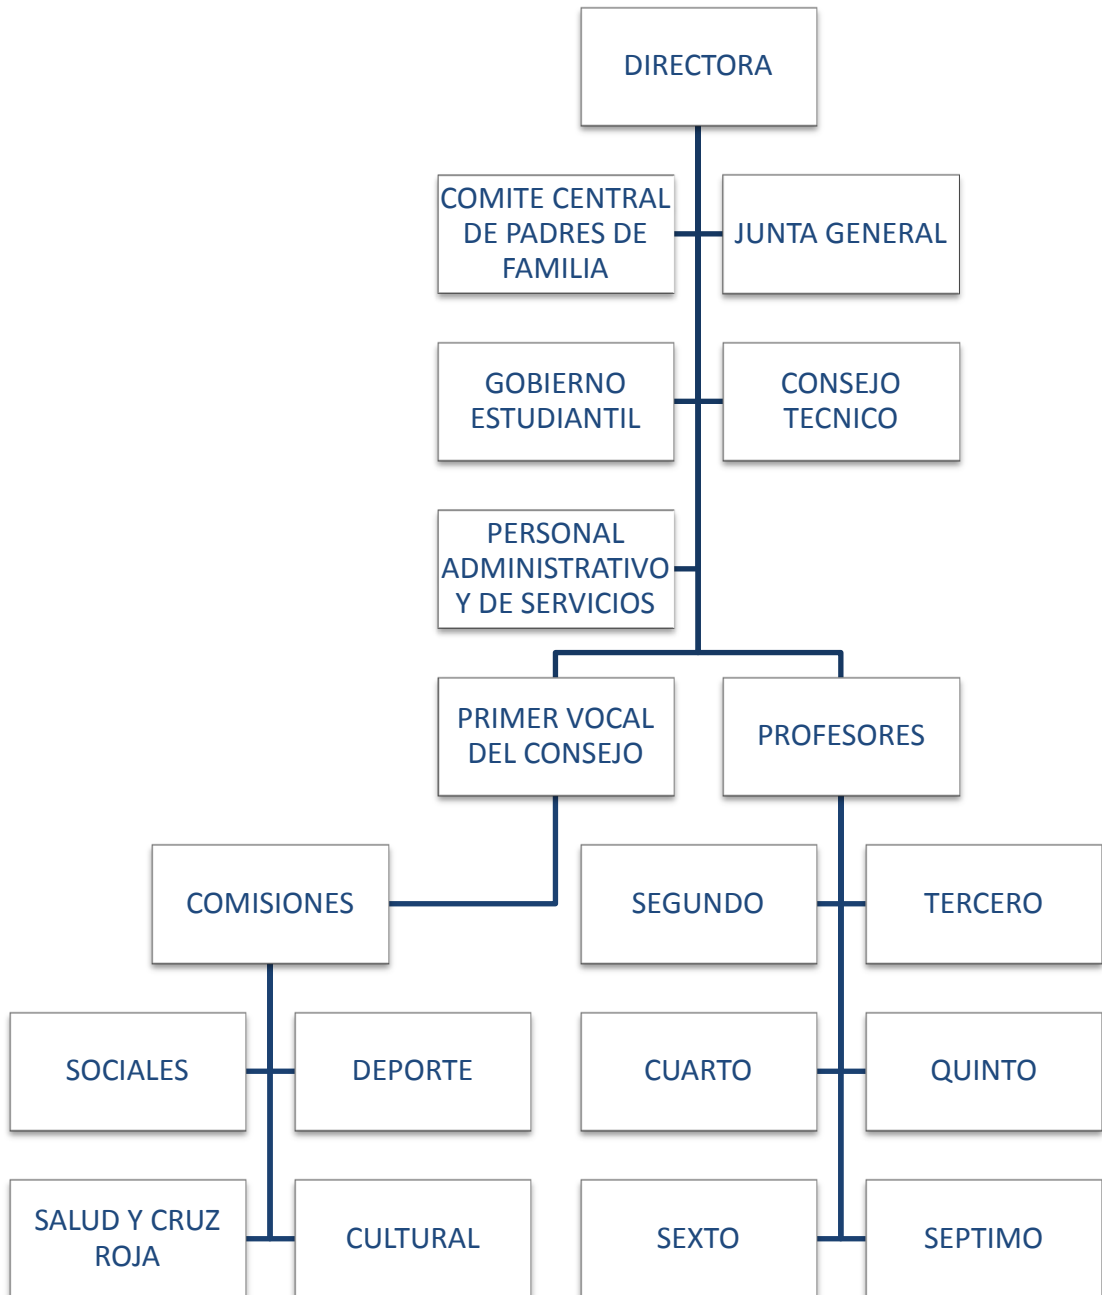 DIRECTORA
COMITE CENTRAL
DE PADRES DE
FAMILIA
JUNTA GENERAL
GOBIERNO
ESTUDIANTIL
CONSEJO
TECNICO
PERSONAL
ADMINISTRATIVO
Y DE SERVICIOS
PRIMER VOCAL
DEL CONSEJO
PROFESORES
COMISIONES
SEGUNDO
TERCERO
SOCIALES
DEPORTE
CUARTO
QUINTO
SALUD Y CRUZ
ROJA
CULTURAL
SEXTO
SEPTIMO